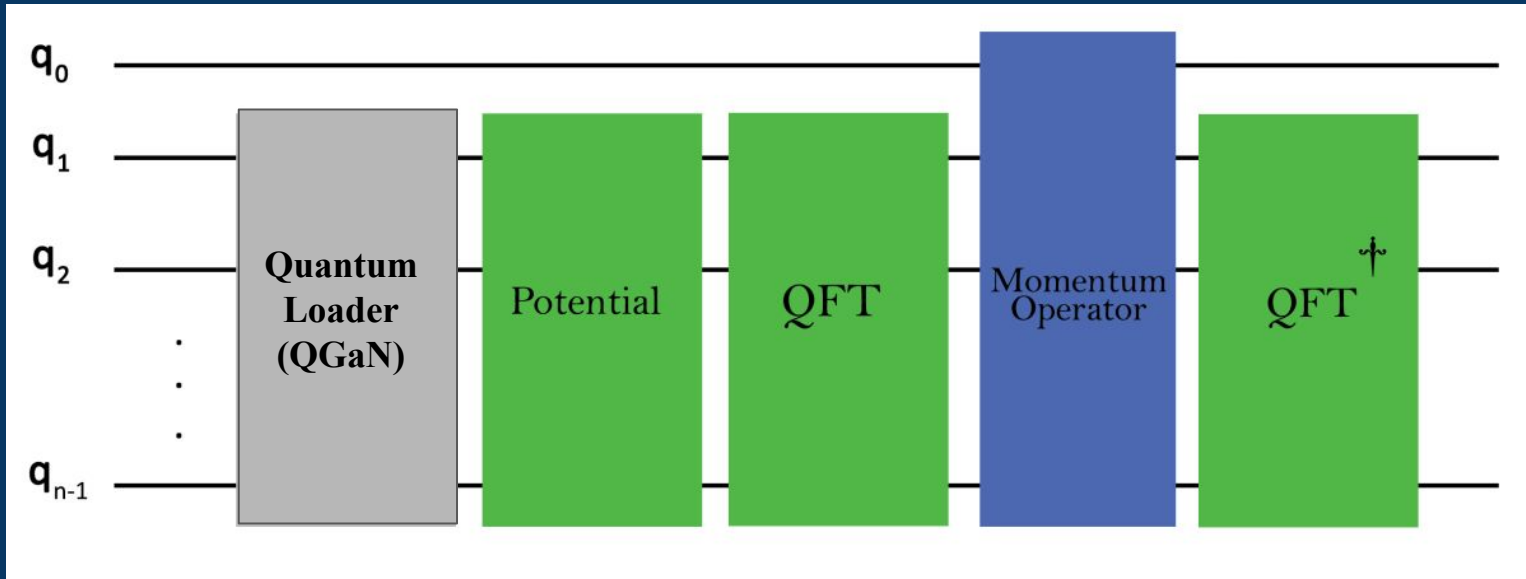 q₀
q₁
q₂
.
.
.
qₙ₋₁
Quantum
Loader
(QGaN)
Potential
QFT
Momentum
Operator
QFT†